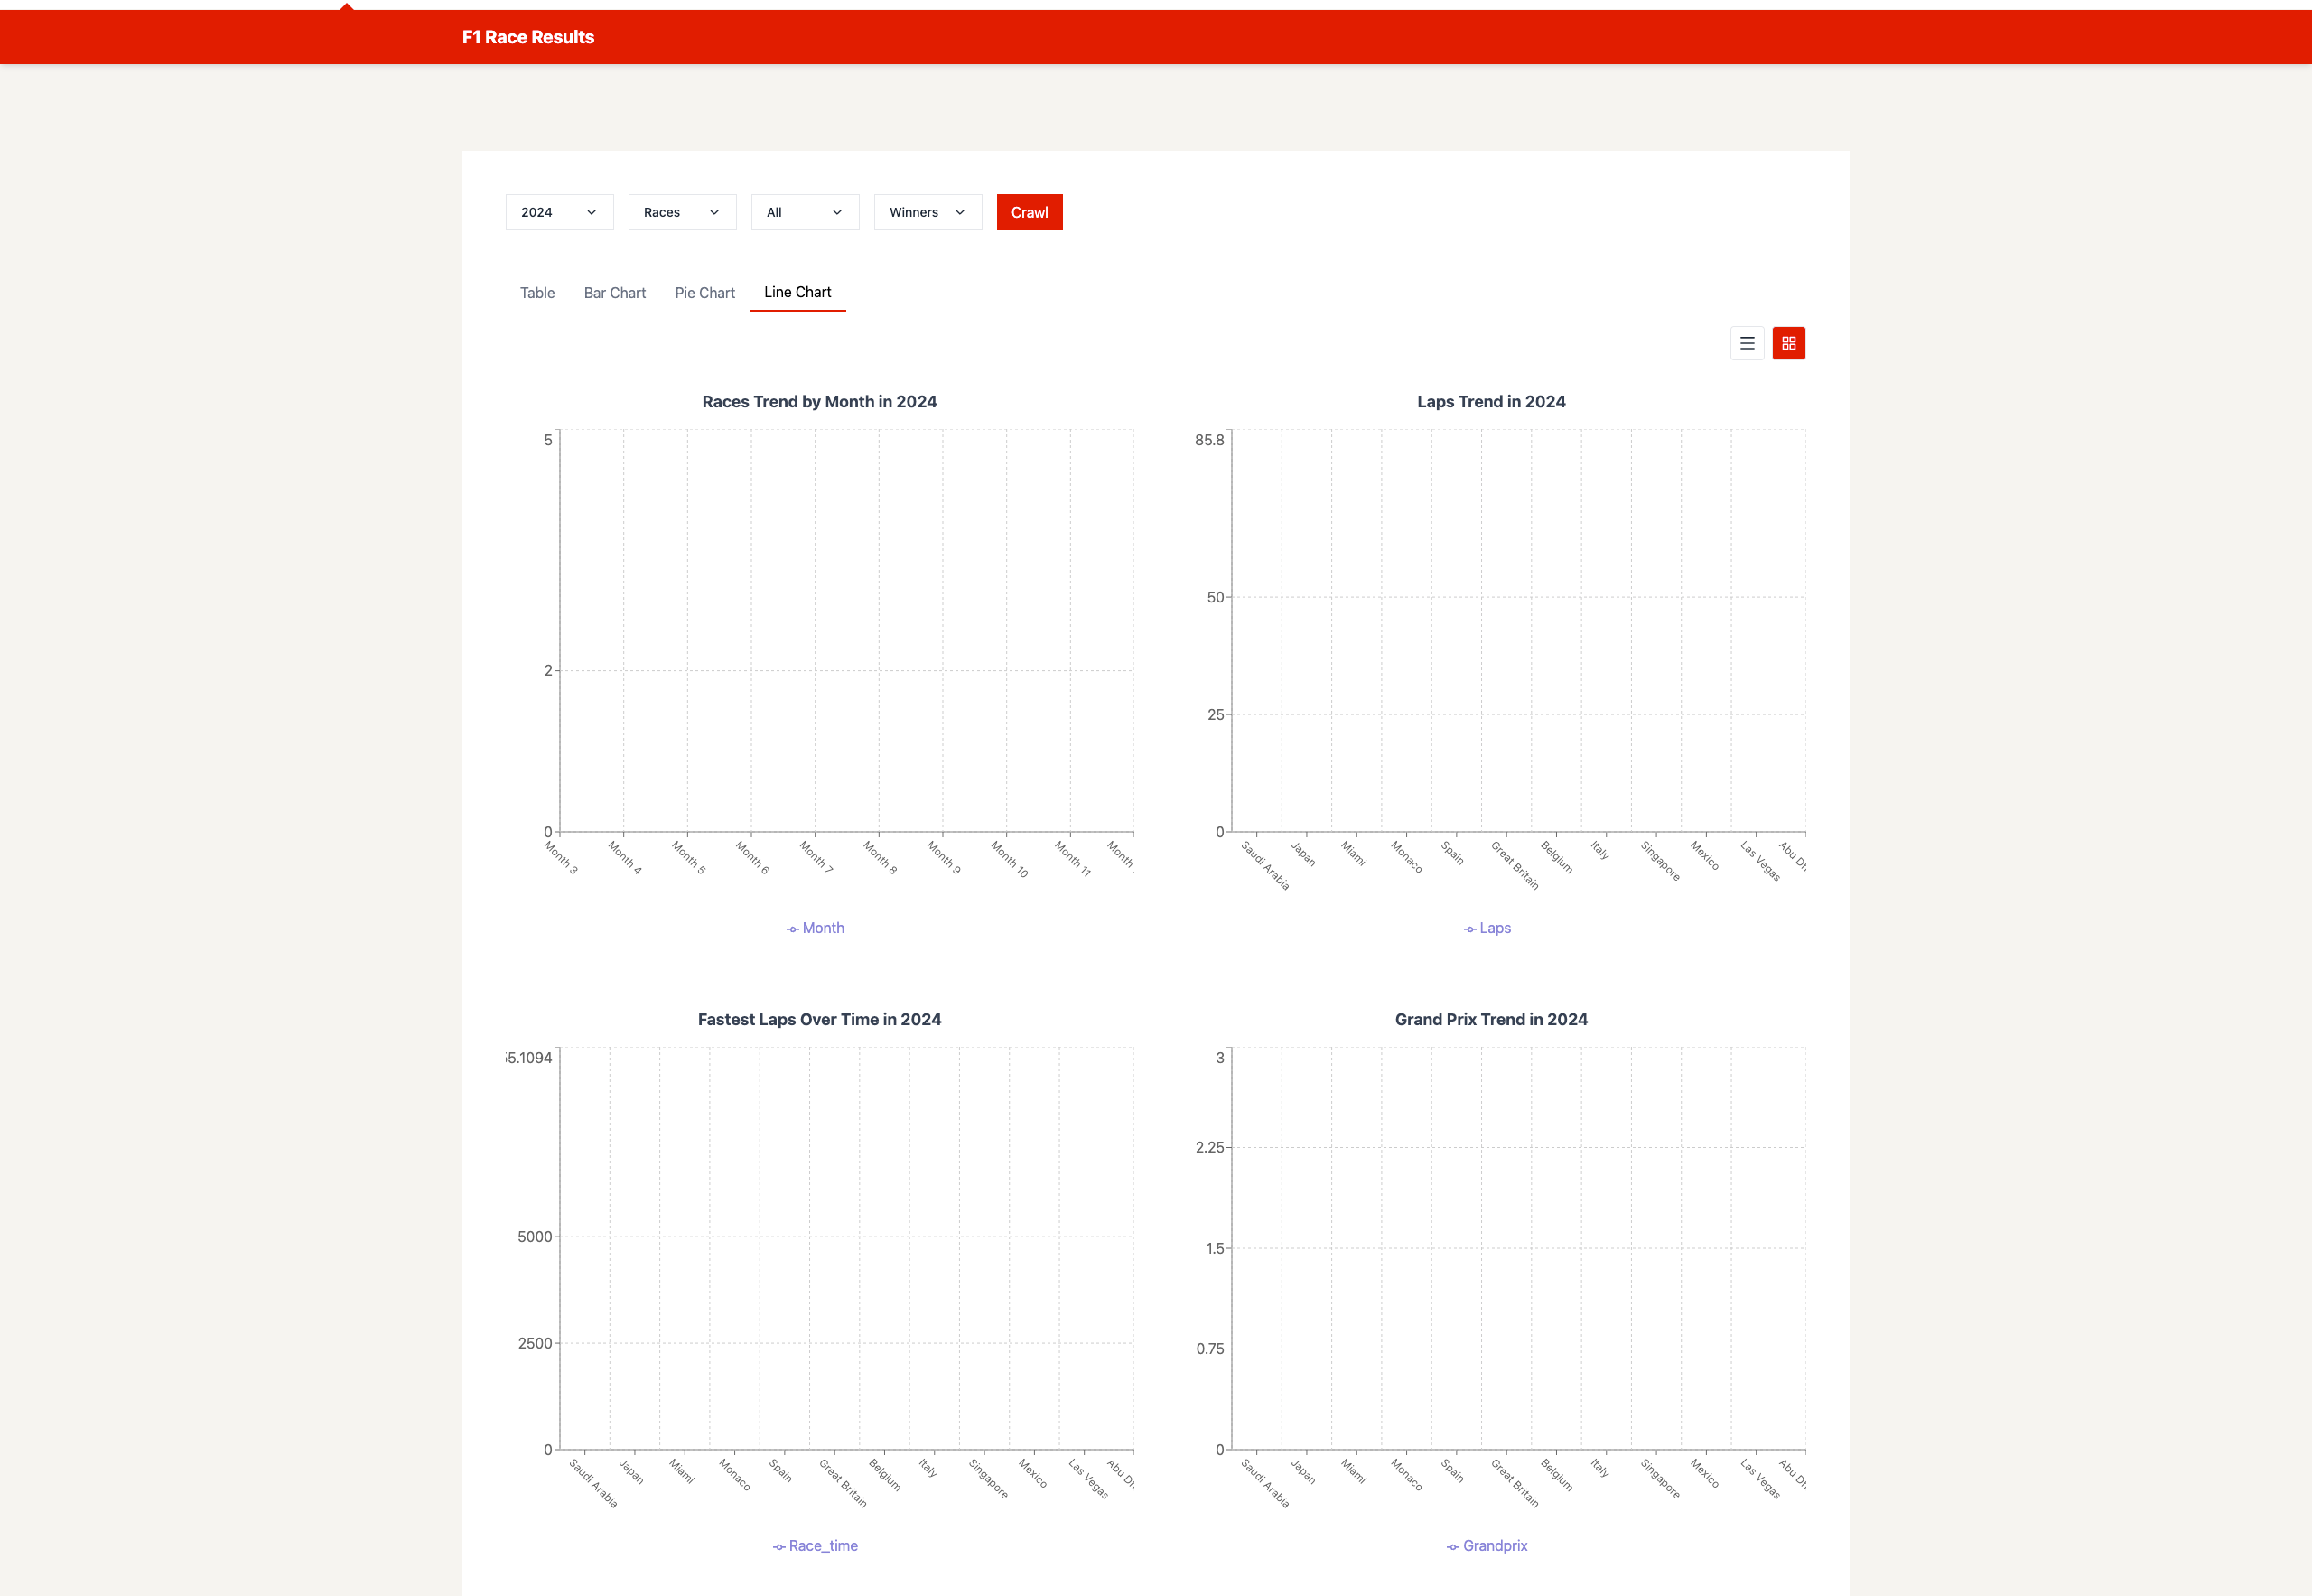 F1 Race Results
2024 Races All Winners Crawl
Table Bar Chart Pie Chart Line Chart
Races Trend by Month in 2024
5
2
0
Month 3 Month 4 Month 5 Month 6 Month 7 Month 8 Month 9 Month 10 Month 11 Month
Month
Laps Trend in 2024
85.8
50
25
0
Saudi Arabia Japan Miami Monaco Spain Great Britain Belgium Italy Singapore Mexico Las Vegas Abu
Laps
Fastest Laps Over Time in 2024
5.1094
5000
2500
0
Saudi Arabia Japan Miami Monaco Spain Great Britain Belgium Italy Singapore Mexico Las Vegas Abu
Race_time
Grand Prix Trend in 2024
3
2.25
1.5
0.75
0
Saudi Arabia Japan Miami Monaco Spain Great Britain Belgium Italy Singapore Mexico Las Vegas Abu
Grandprix